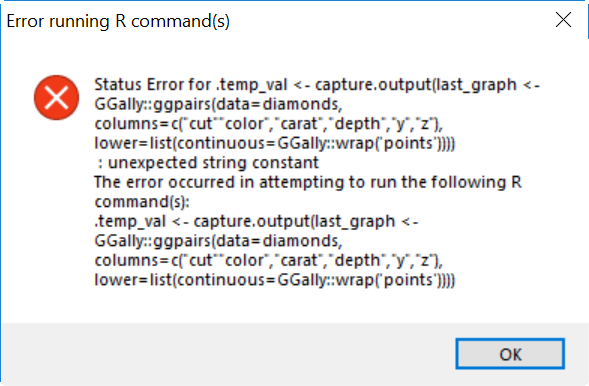 Error running R command(s)
Status Error for .temp_val <- capture.output(last_graph <-
GGally::ggpairs(data=diamonds,
columns=c("cut""color","carat","depth","y","z"),
lower=list(continuous=GGally::wrap('points'))))
 : unexpected string constant
The error occurred in attempting to run the following R
command(s):
.temp_val <- capture.output(last_graph <-
GGally::ggpairs(data=diamonds,
columns=c("cut""color","carat","depth","y","z"),
lower=list(continuous=GGally::wrap('points'))))
OK